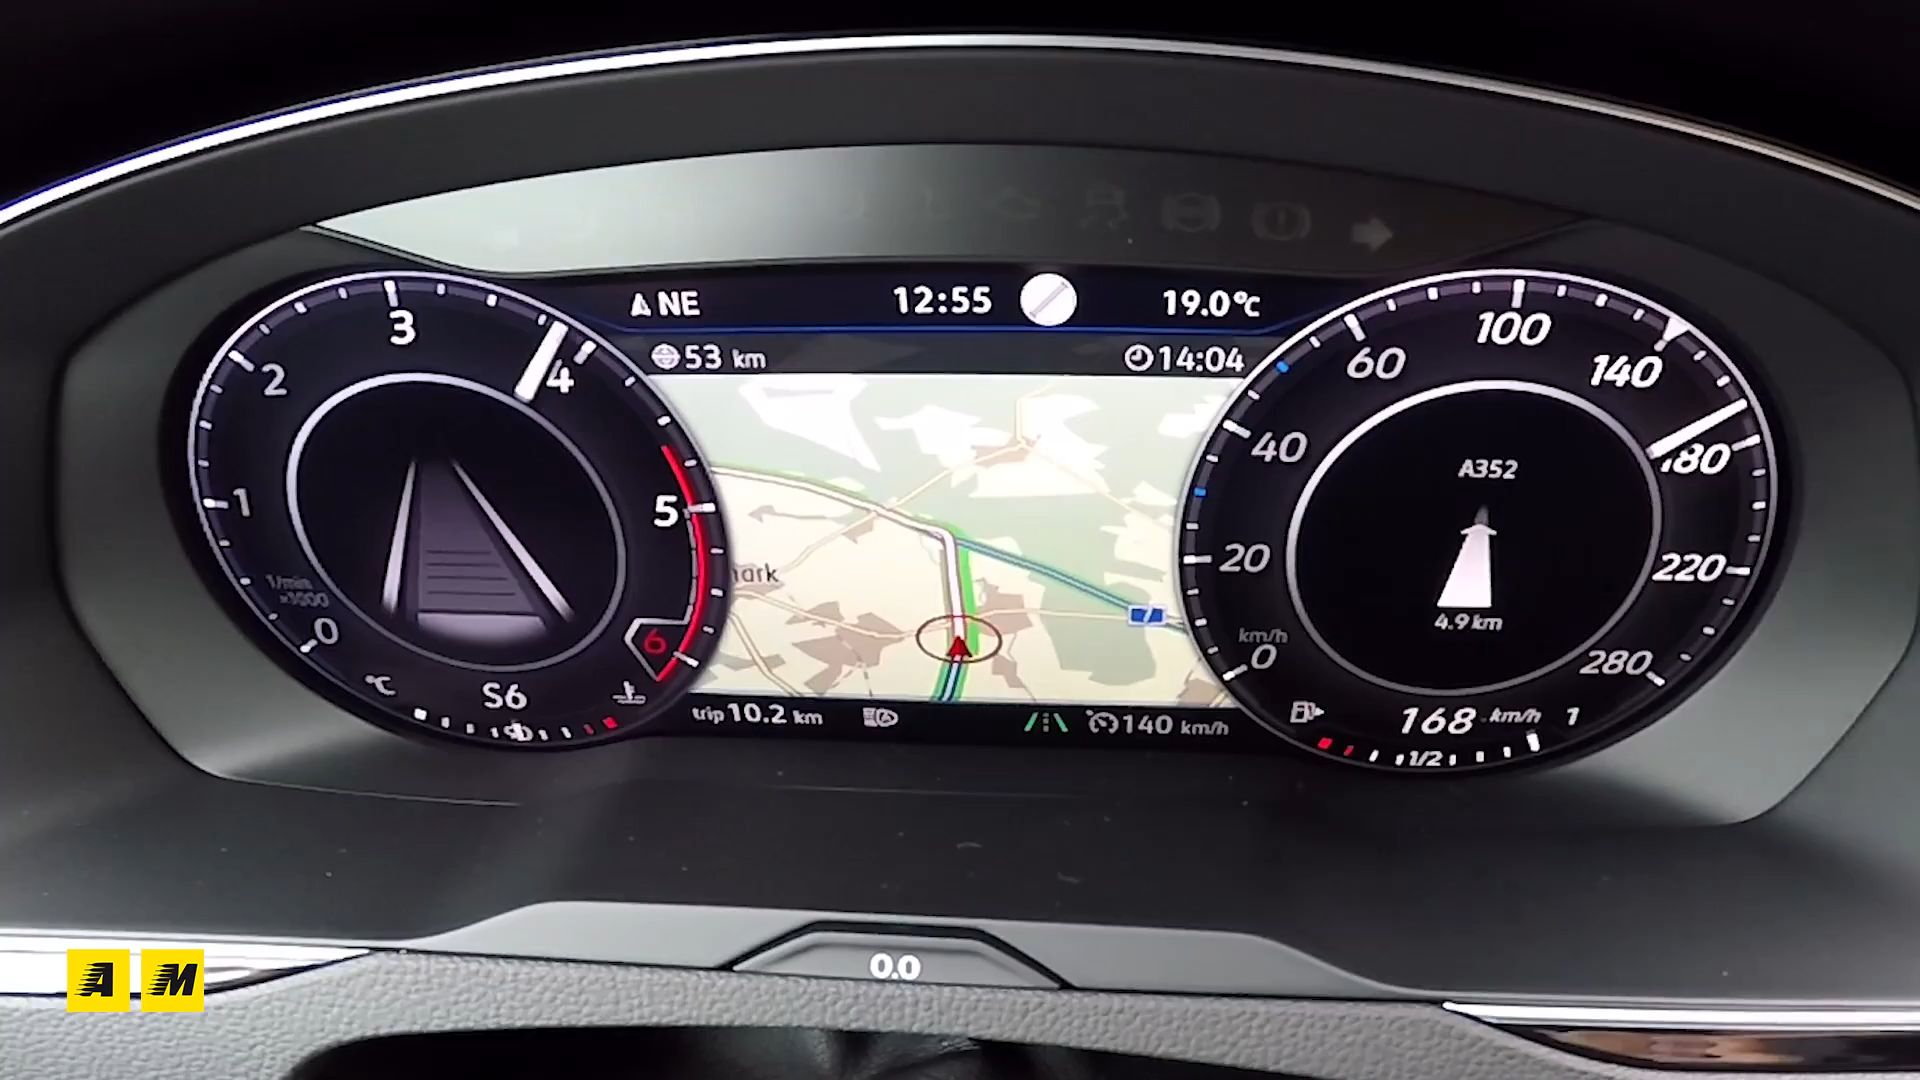 NE 12:55 19.0°C
53 km 14:04
0 1 2 3 4 5 6
1/min
x1000
°C S6
0 20 40 60 100 140 180 220 280
km/h
A352
4.9 km
168 km/h 1
1/2
trip 10.2 km 140 km/h
7
0.0
A M